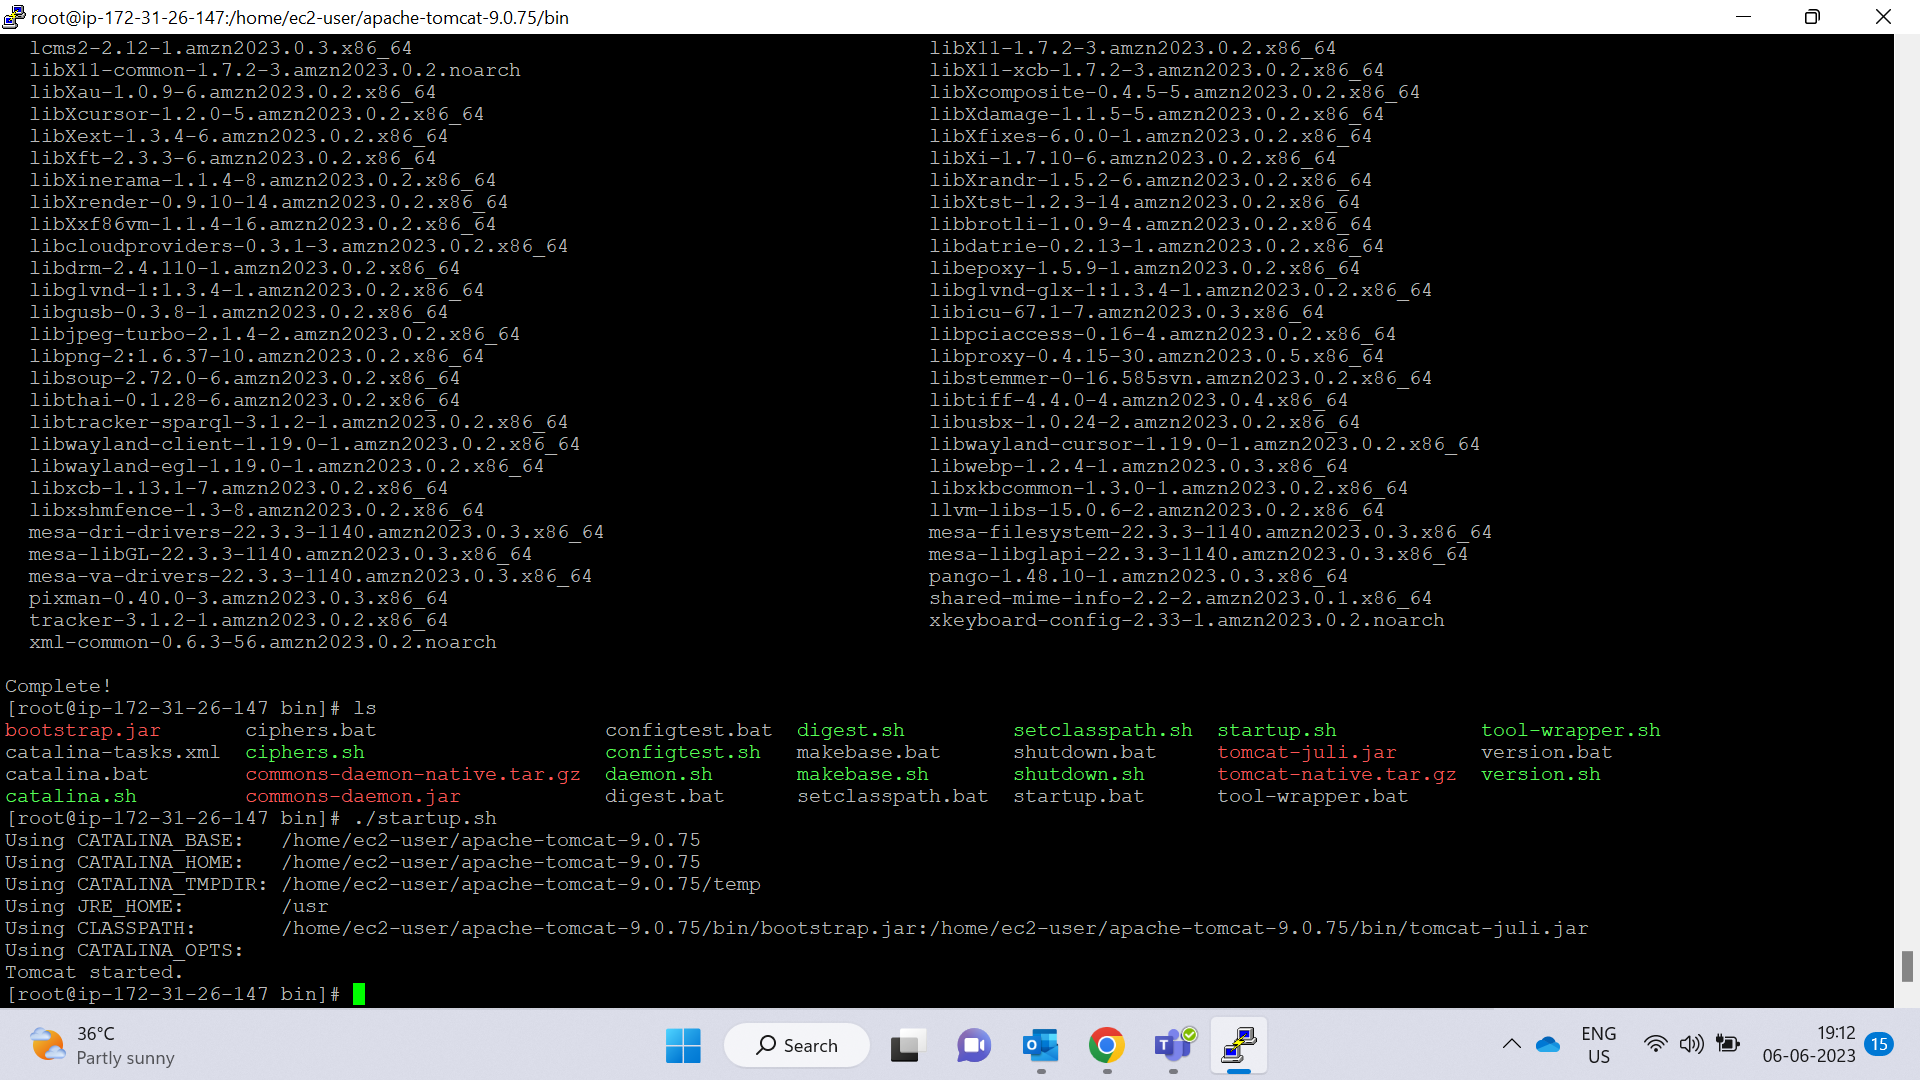 root@ip-172-31-26-147:/home/ec2-user/apache-tomcat-9.0.75/bin
lcms2-2.12-1.amzn2023.0.3.x86_64 libX11-1.7.2-3.amzn2023.0.2.x86_64
libX11-common-1.7.2-3.amzn2023.0.2.noarch libX11-xcb-1.7.2-3.amzn2023.0.2.x86_64
libXau-1.0.9-6.amzn2023.0.2.x86_64 libXcomposite-0.4.5-5.amzn2023.0.2.x86_64
libXcursor-1.2.0-5.amzn2023.0.2.x86_64 libXdamage-1.1.5-5.amzn2023.0.2.x86_64
libXext-1.3.4-6.amzn2023.0.2.x86_64 libXfixes-6.0.0-1.amzn2023.0.2.x86_64
libXft-2.3.3-6.amzn2023.0.2.x86_64 libXi-1.7.10-6.amzn2023.0.2.x86_64
libXinerama-1.1.4-8.amzn2023.0.2.x86_64 libXrandr-1.5.2-6.amzn2023.0.2.x86_64
libXrender-0.9.10-14.amzn2023.0.2.x86_64 libXtst-1.2.3-14.amzn2023.0.2.x86_64
libXxf86vm-1.1.4-16.amzn2023.0.2.x86_64 libbrotli-1.0.9-4.amzn2023.0.2.x86_64
libcloudproviders-0.3.1-3.amzn2023.0.2.x86_64 libdatrie-0.2.13-1.amzn2023.0.2.x86_64
libdrm-2.4.110-1.amzn2023.0.2.x86_64 libepoxy-1.5.9-1.amzn2023.0.2.x86_64
libglvnd-1:1.3.4-1.amzn2023.0.2.x86_64 libglvnd-glx-1:1.3.4-1.amzn2023.0.2.x86_64
libgusb-0.3.8-1.amzn2023.0.2.x86_64 libicu-67.1-7.amzn2023.0.3.x86_64
libjpeg-turbo-2.1.4-2.amzn2023.0.2.x86_64 libpciaccess-0.16-4.amzn2023.0.2.x86_64
libpng-2:1.6.37-10.amzn2023.0.2.x86_64 libproxy-0.4.15-30.amzn2023.0.5.x86_64
libsoup-2.72.0-6.amzn2023.0.2.x86_64 libstemmer-0-16.585svn.amzn2023.0.2.x86_64
libthai-0.1.28-6.amzn2023.0.2.x86_64 libtiff-4.4.0-4.amzn2023.0.4.x86_64
libtracker-sparql-3.1.2-1.amzn2023.0.2.x86_64 libusbx-1.0.24-2.amzn2023.0.2.x86_64
libwayland-client-1.19.0-1.amzn2023.0.2.x86_64 libwayland-cursor-1.19.0-1.amzn2023.0.2.x86_64
libwayland-egl-1.19.0-1.amzn2023.0.2.x86_64 libwebp-1.2.4-1.amzn2023.0.3.x86_64
libxcb-1.13.1-7.amzn2023.0.2.x86_64 libxkbcommon-1.3.0-1.amzn2023.0.2.x86_64
libxshmfence-1.3-8.amzn2023.0.2.x86_64 llvm-libs-15.0.6-2.amzn2023.0.2.x86_64
mesa-dri-drivers-22.3.3-1140.amzn2023.0.3.x86_64 mesa-filesystem-22.3.3-1140.amzn2023.0.3.x86_64
mesa-libGL-22.3.3-1140.amzn2023.0.3.x86_64 mesa-libglapi-22.3.3-1140.amzn2023.0.3.x86_64
mesa-va-drivers-22.3.3-1140.amzn2023.0.3.x86_64 pango-1.48.10-1.amzn2023.0.3.x86_64
pixman-0.40.0-3.amzn2023.0.3.x86_64 shared-mime-info-2.2-2.amzn2023.0.1.x86_64
tracker-3.1.2-1.amzn2023.0.2.x86_64 xkeyboard-config-2.33-1.amzn2023.0.2.noarch
xml-common-0.6.3-56.amzn2023.0.2.noarch
Complete!
[root@ip-172-31-26-147 bin]# ls
bootstrap.jar ciphers.bat configtest.bat digest.sh setclasspath.sh startup.sh tool-wrapper.sh
catalina-tasks.xml ciphers.sh configtest.sh makebase.bat shutdown.bat tomcat-juli.jar version.bat
catalina.bat commons-daemon-native.tar.gz daemon.sh makebase.sh shutdown.sh tomcat-native.tar.gz version.sh
catalina.sh commons-daemon.jar digest.bat setclasspath.bat startup.bat tool-wrapper.bat
[root@ip-172-31-26-147 bin]# ./startup.sh
Using CATALINA_BASE: /home/ec2-user/apache-tomcat-9.0.75
Using CATALINA_HOME: /home/ec2-user/apache-tomcat-9.0.75
Using CATALINA_TMPDIR: /home/ec2-user/apache-tomcat-9.0.75/temp
Using JRE_HOME: /usr
Using CLASSPATH: /home/ec2-user/apache-tomcat-9.0.75/bin/bootstrap.jar:/home/ec2-user/apache-tomcat-9.0.75/bin/tomcat-juli.jar
Using CATALINA_OPTS:
Tomcat started.
[root@ip-172-31-26-147 bin]#
36°C
Partly sunny
Search
ENG
US
19:12
06-06-2023
15